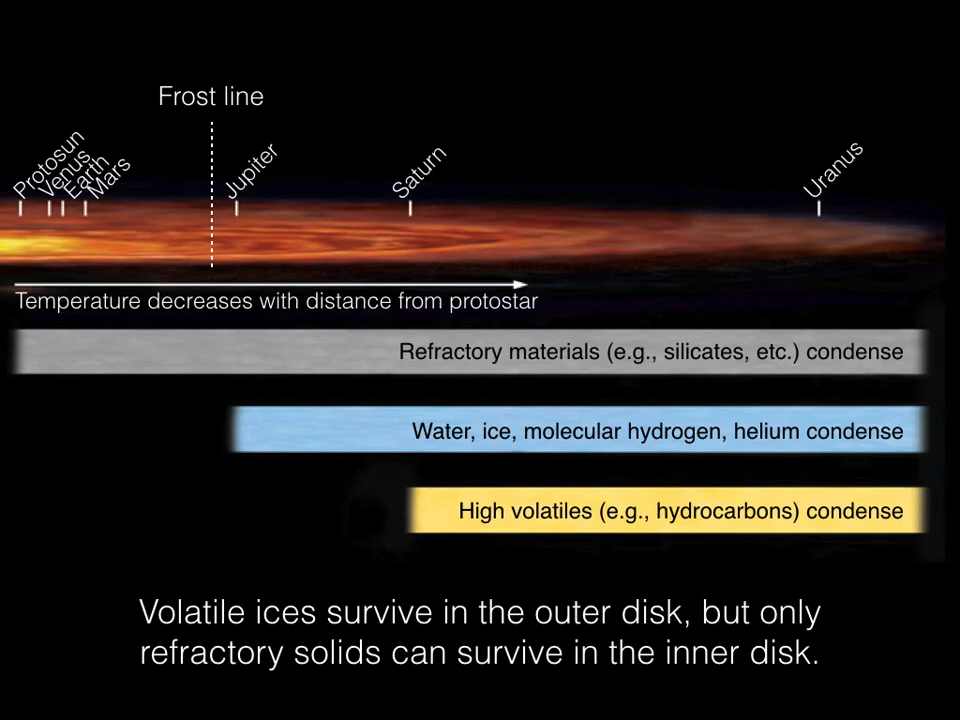 Frost line
Protosun
Venus
Earth
Mars
Jupiter
Saturn
Uranus
Temperature decreases with distance from protostar
Refractory materials (e.g., silicates, etc.) condense
Water, ice, molecular hydrogen, helium condense
High volatiles (e.g., hydrocarbons) condense
Volatile ices survive in the outer disk, but only
refractory solids can survive in the inner disk.